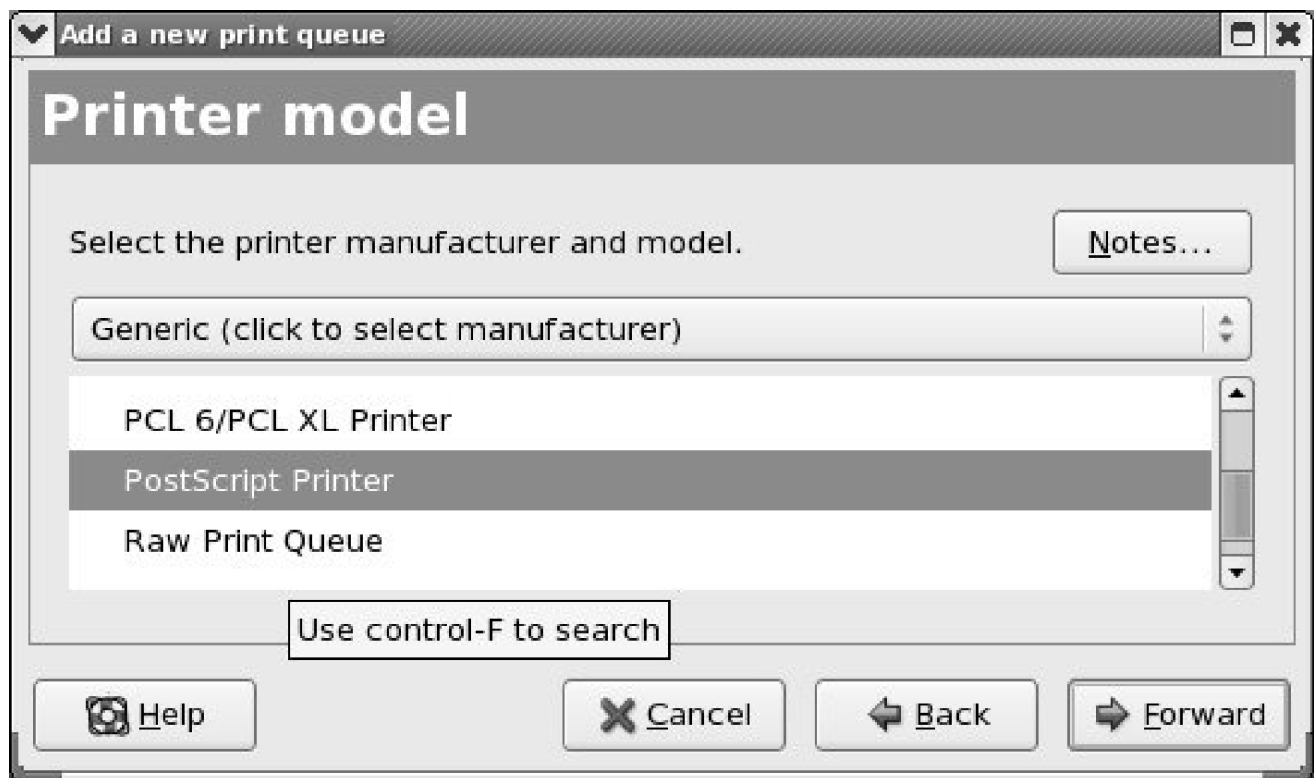 Add a new print queue
Printer model
Select the printer manufacturer and model.
Notes...
Generic (click to select manufacturer)
PCL 6/PCL XL Printer
PostScript Printer
Raw Print Queue
Use control-F to search
Help
Cancel
Back
Forward